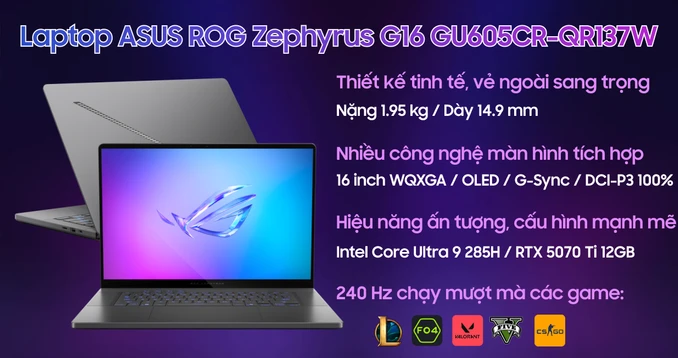 Laptop ASUS ROG Zephyrus G16 GU605CR-QR137W
Thiết kế tinh tế, vẻ ngoài sang trọng
Nặng 1.95 kg / Dày 14.9 mm
Nhiều công nghệ màn hình tích hợp
16 inch WQXGA / OLED / G-Sync / DCI-P3 100%
Hiệu năng ấn tượng, cấu hình mạnh mẽ
Intel Core Ultra 9 285H / RTX 5070 Ti 12GB
240 Hz chạy mượt mà các game:
L FO4 VALORANT V FIVE CS:GO